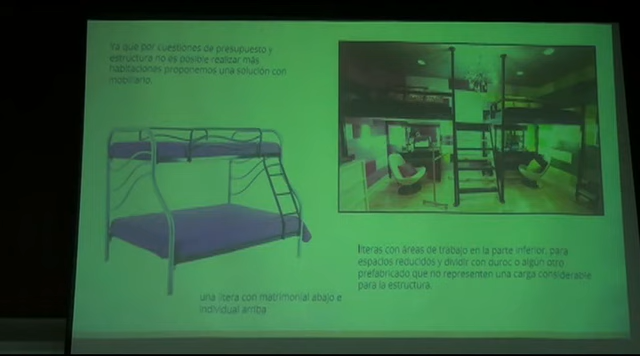 Ya que por cuestiones de presupuesto y
estructura no es posible realizar más
habitaciones proponemos una solución con
mobiliario.
una litera con matrimonial abajo e
individual arriba
literas con áreas de trabajo en la parte inferior, para
espacios reducidos y dividir con duroc o algún otro
prefabricado que no representen una carga considerable
para la estructura.